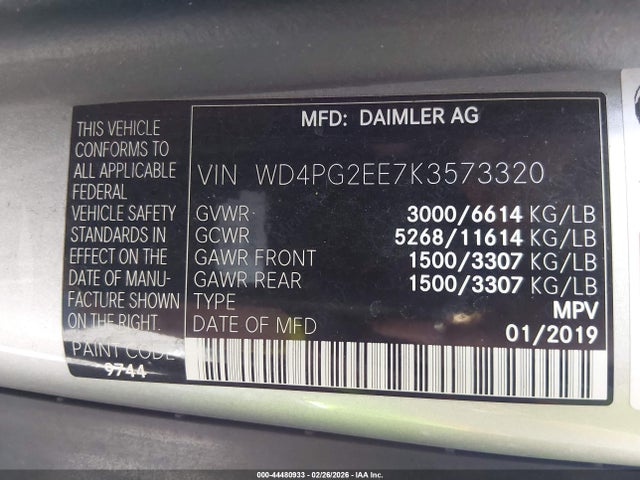 MFD: DAIMLER AG
THIS VEHICLE
CONFORMS TO
ALL APPLICABLE
FEDERAL
VEHICLE SAFETY
STANDARDS IN
EFFECT ON THE
DATE OF MANU-
FACTURE SHOWN
ON THE RIGHT.
PAINT CODE
9744
VIN WD4PG2EE7K3573320
GVWR 3000/6614 KG/LB
GCWR 5268/11614 KG/LB
GAWR FRONT 1500/3307 KG/LB
GAWR REAR 1500/3307 KG/LB
TYPE MPV
DATE OF MFD 01/2019
000-44480933 - 02/26/2026 - IAA Inc.